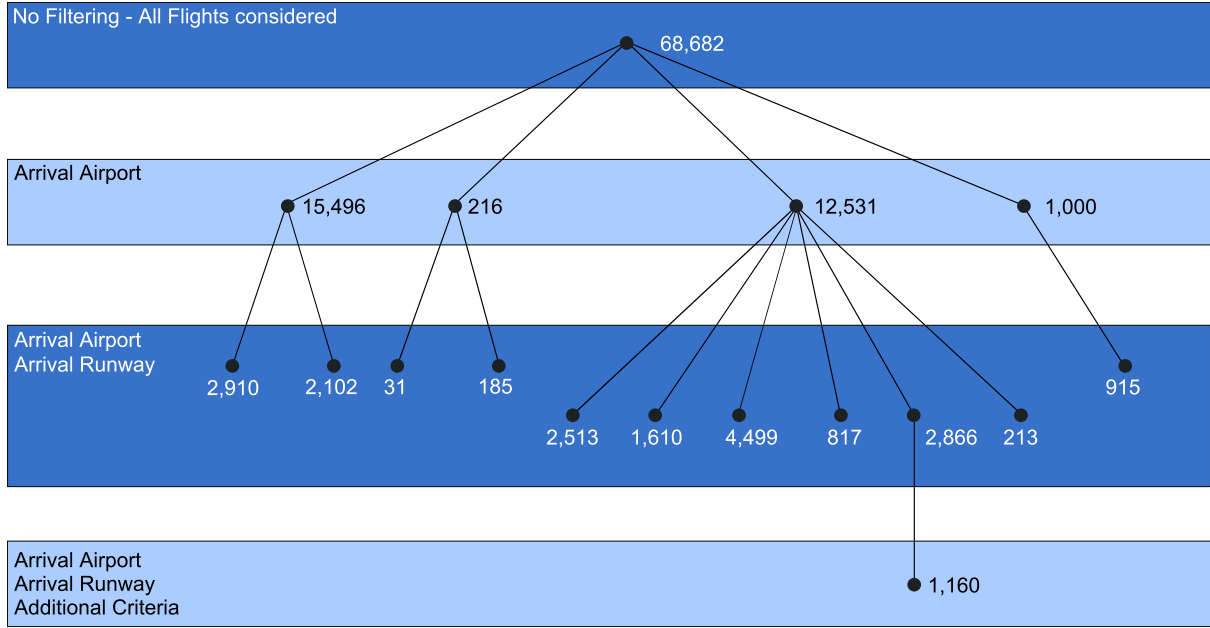 No Filtering - All Flights considered
68,682
Arrival Airport
15,496
216
12,531
1,000
Arrival Airport
Arrival Runway
2,910
2,102
31
185
915
2,513
1,610
4,499
817
2,866
213
Arrival Airport
Arrival Runway
1,160
Additional Criteria